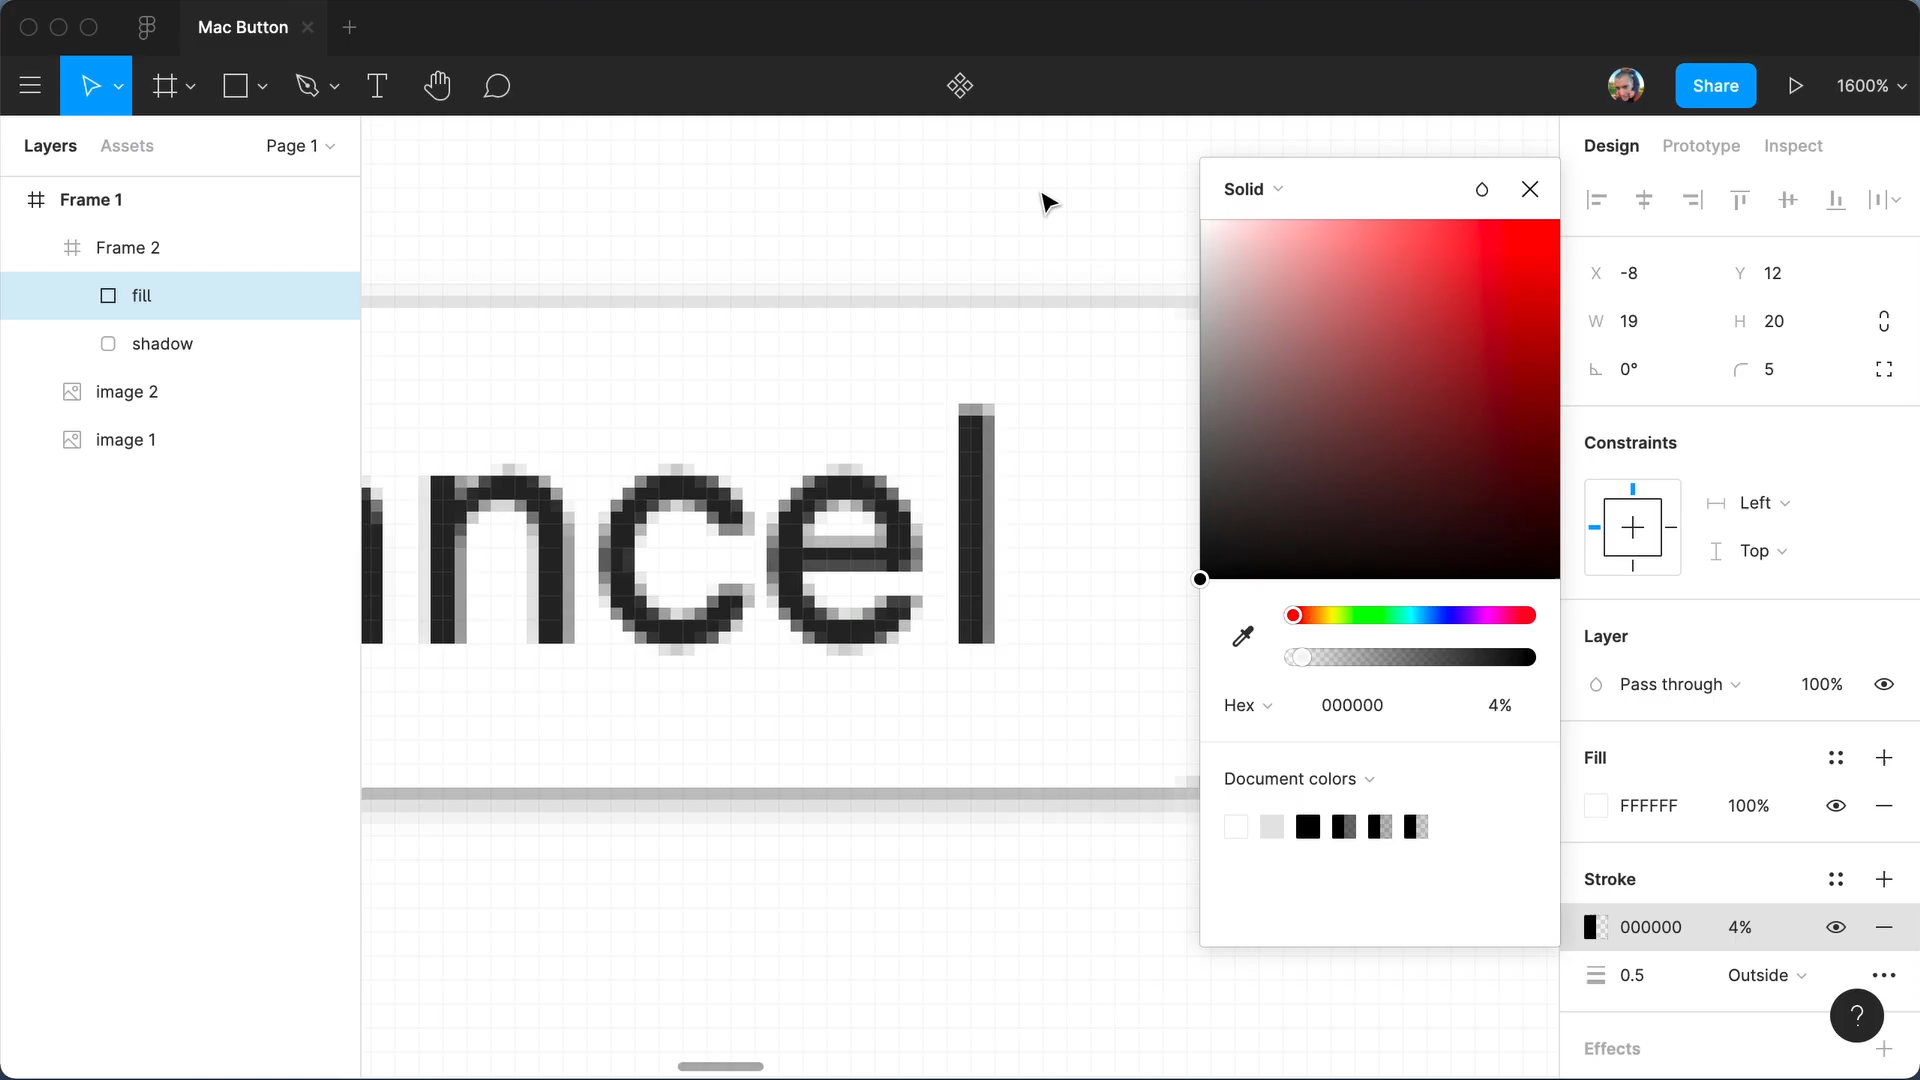 Mac Button
Share
1600%
Layers
Assets
Page 1
Frame 1
Frame 2
fill
shadow
image 2
image 1
ncel
Solid
Hex
000000
4%
Document colors
Design
Prototype
Inspect
X
-8
Y
12
W
19
H
20
0°
5
Constraints
Left
Top
Layer
Pass through
100%
Fill
FFFFFF
100%
Stroke
000000
4%
0.5
Outside
?
Effects